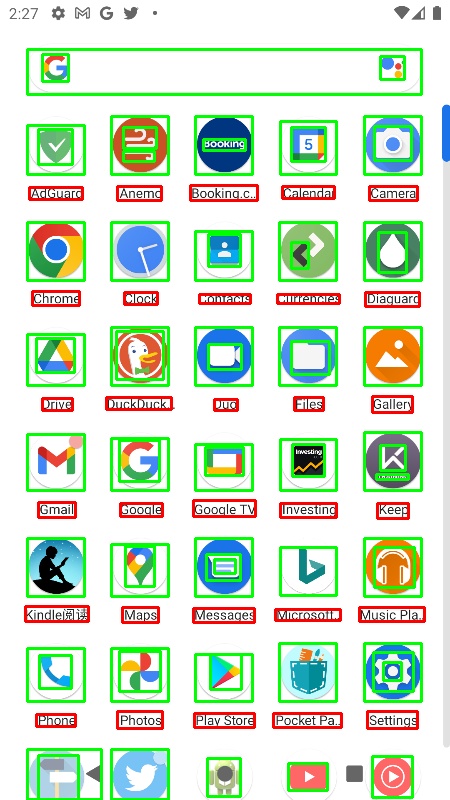 2:27
AdGuard Anemo Booking.c.. Calendar Camera
Booking
5
Chrome Clock Contacts Currencies Diaguard
Drive DuckDuck.. Duo Files Gallery
Investing
Gmail Google Google TV Investing Keep
Kindle阅读 Maps Messages Microsoft.. Music Pla..
Phone Photos Play Store Pocket Pa.. Settings